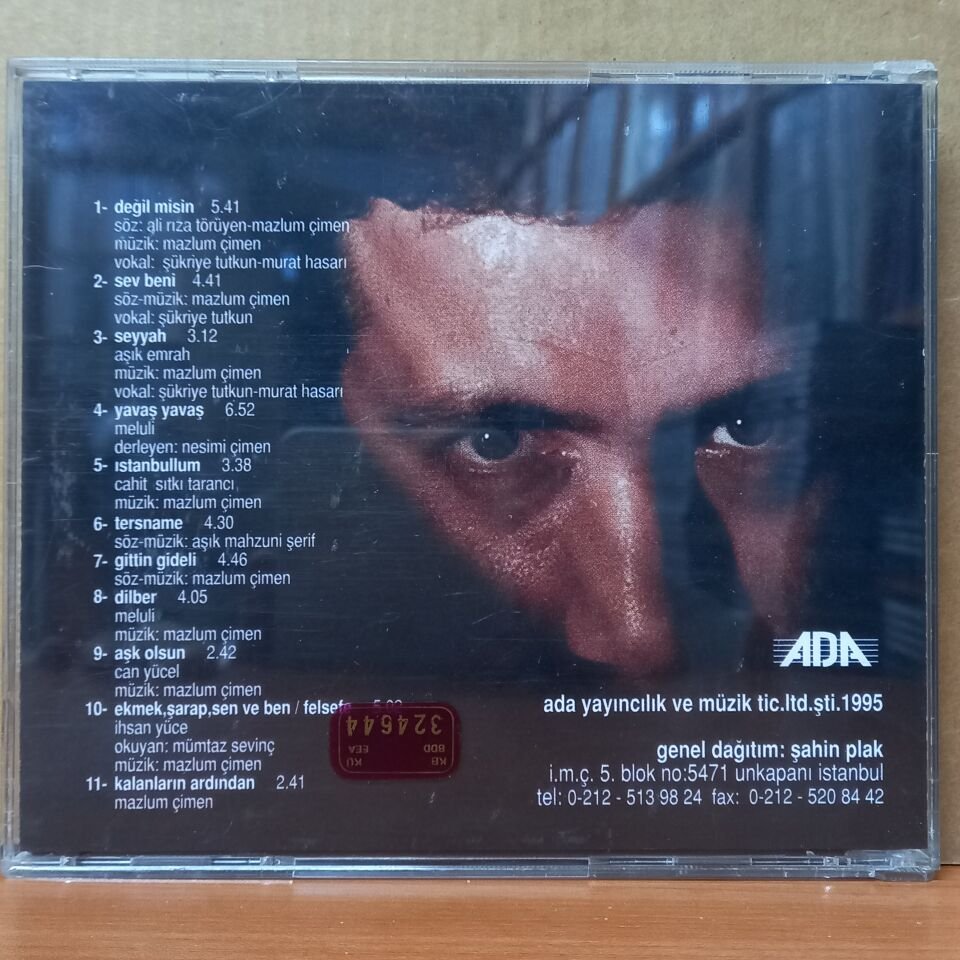 1- değil misin 5.41
söz: ali rıza törüyen-mazlum çimen
müzik: mazlum çimen
vokal: şükriye tutkun-murat hasarı
2- sev beni 4.41
söz-müzik: mazlum çimen
vokal: şükriye tutkun
3- seyyah 3.12
aşık emrah
müzik: mazlum çimen
vokal: şükriye tutkun-murat hasarı
4- yavaş yavaş 6.52
meluli
derleyen: nesimi çimen
5- ıstanbullum 3.38
cahit sıtkı tarancı
müzik: mazlum çimen
6- tersname 4.30
söz-müzik: aşık mahzuni şerif
7- gittin gideli 4.46
söz-müzik: mazlum çimen
8- dilber 4.05
meluli
müzik: mazlum çimen
9- aşk olsun 2.42
can yücel
müzik: mazlum çimen
10- ekmek,şarap,sen ve ben / felsefe
ihsan yüce
okuyan: mümtaz sevinç
müzik: mazlum çimen
11- kalanların ardından 2.41
mazlum çimen
KB BDD
KU EEA
324644
ADA
ada yayıncılık ve müzik tic.ltd.şti.1995
genel dağıtım: şahin plak
i.m.ç. 5. blok no:5471 unkapanı istanbul
tel: 0-212 - 513 98 24 fax: 0-212 - 520 84 42